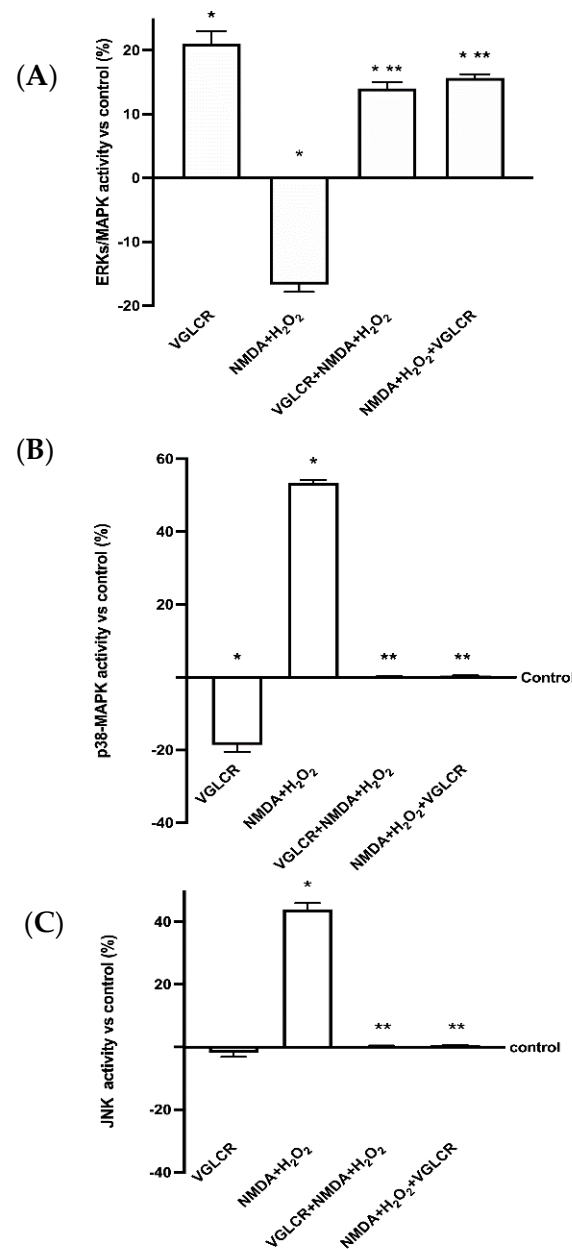 (A)
ERKs/MAPK activity vs control (%)
20
10
0
-10
-20
*
*
* **
* **
VGLCR
NMDA+H₂O₂
VGLCR+NMDA+H₂O₂
NMDA+H₂O₂+VGLCR
(B)
p38-MAPK activity vs control (%)
60
40
20
-20
-40
*
*
**
**
Control
VGLCR
NMDA+H₂O₂
VGLCR+NMDA+H₂O₂
NMDA+H₂O₂+VGLCR
(C)
JNK activity vs control (%)
40
20
-20
-40
*
**
**
control
VGLCR
NMDA+H₂O₂
VGLCR+NMDA+H₂O₂
NMDA+H₂O₂+VGLCR